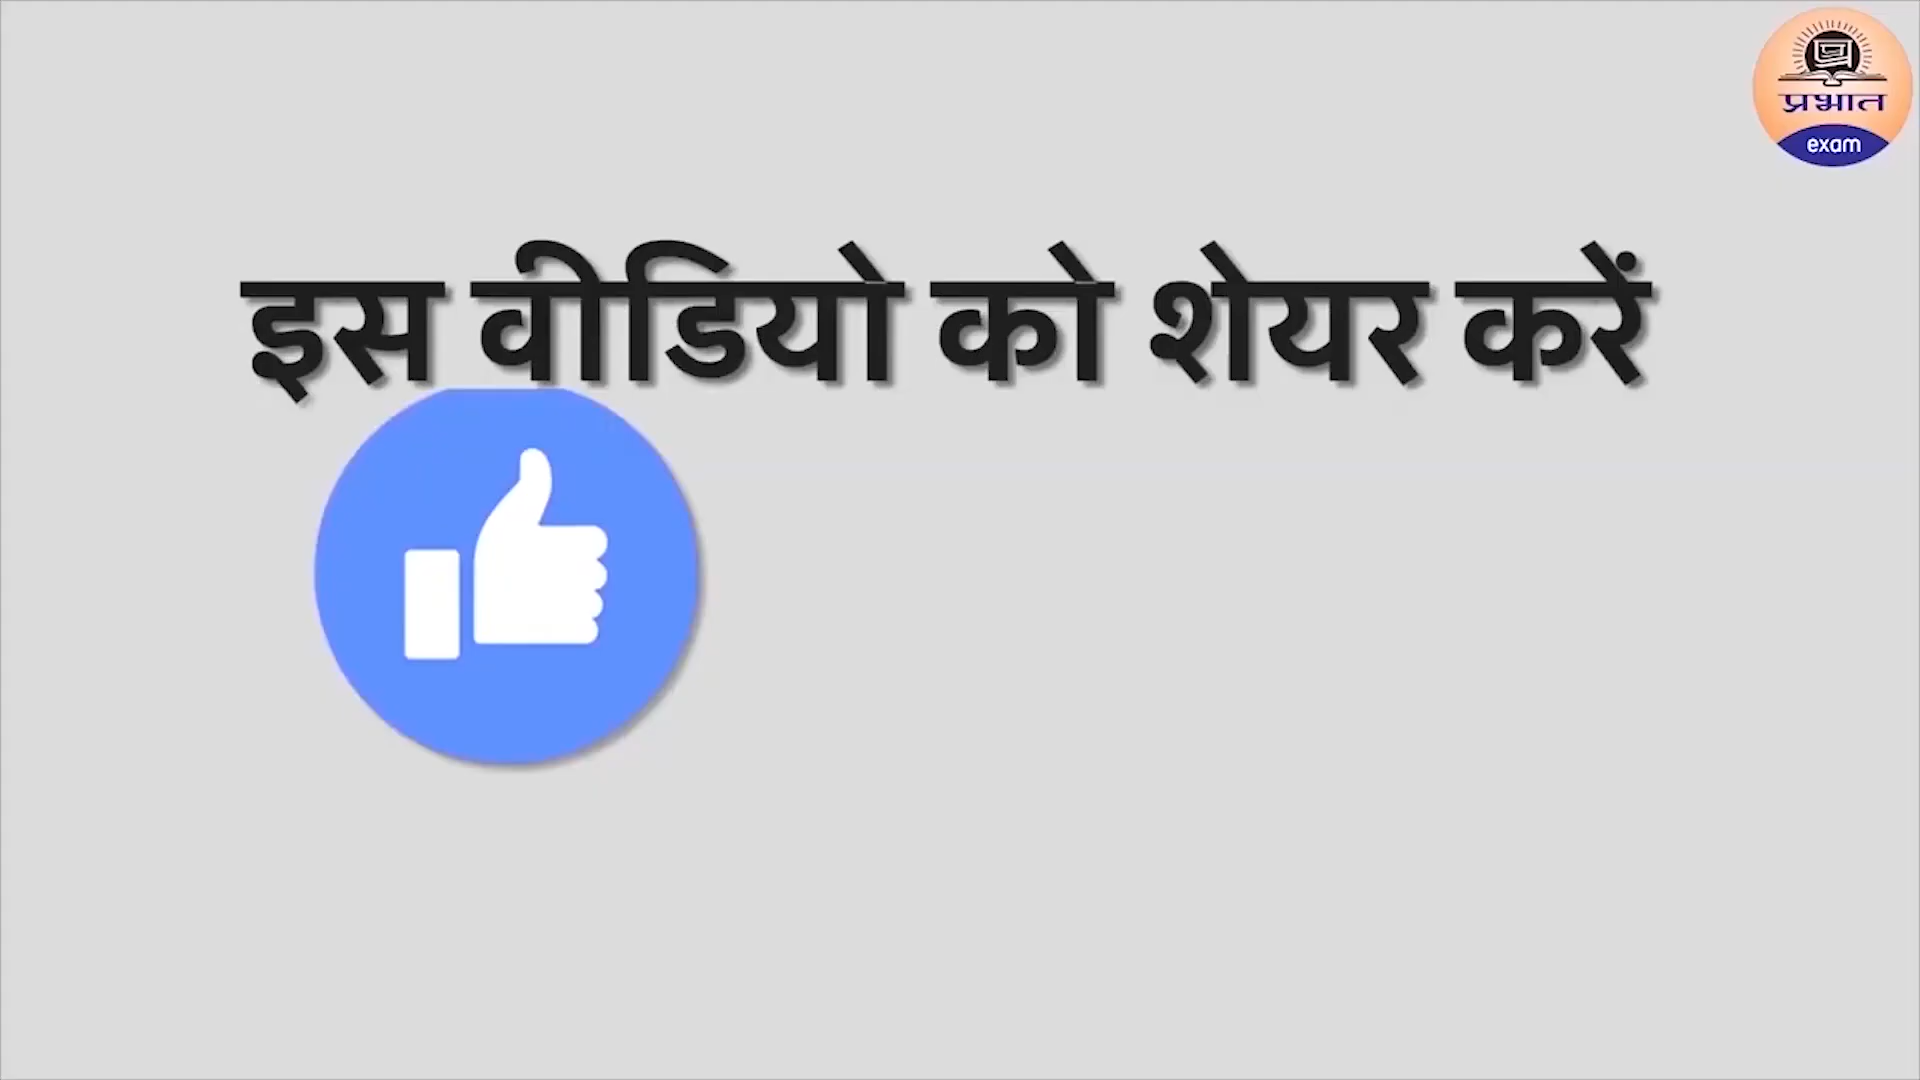 प्रभात
exam
इस वीडियो को शेयर करें